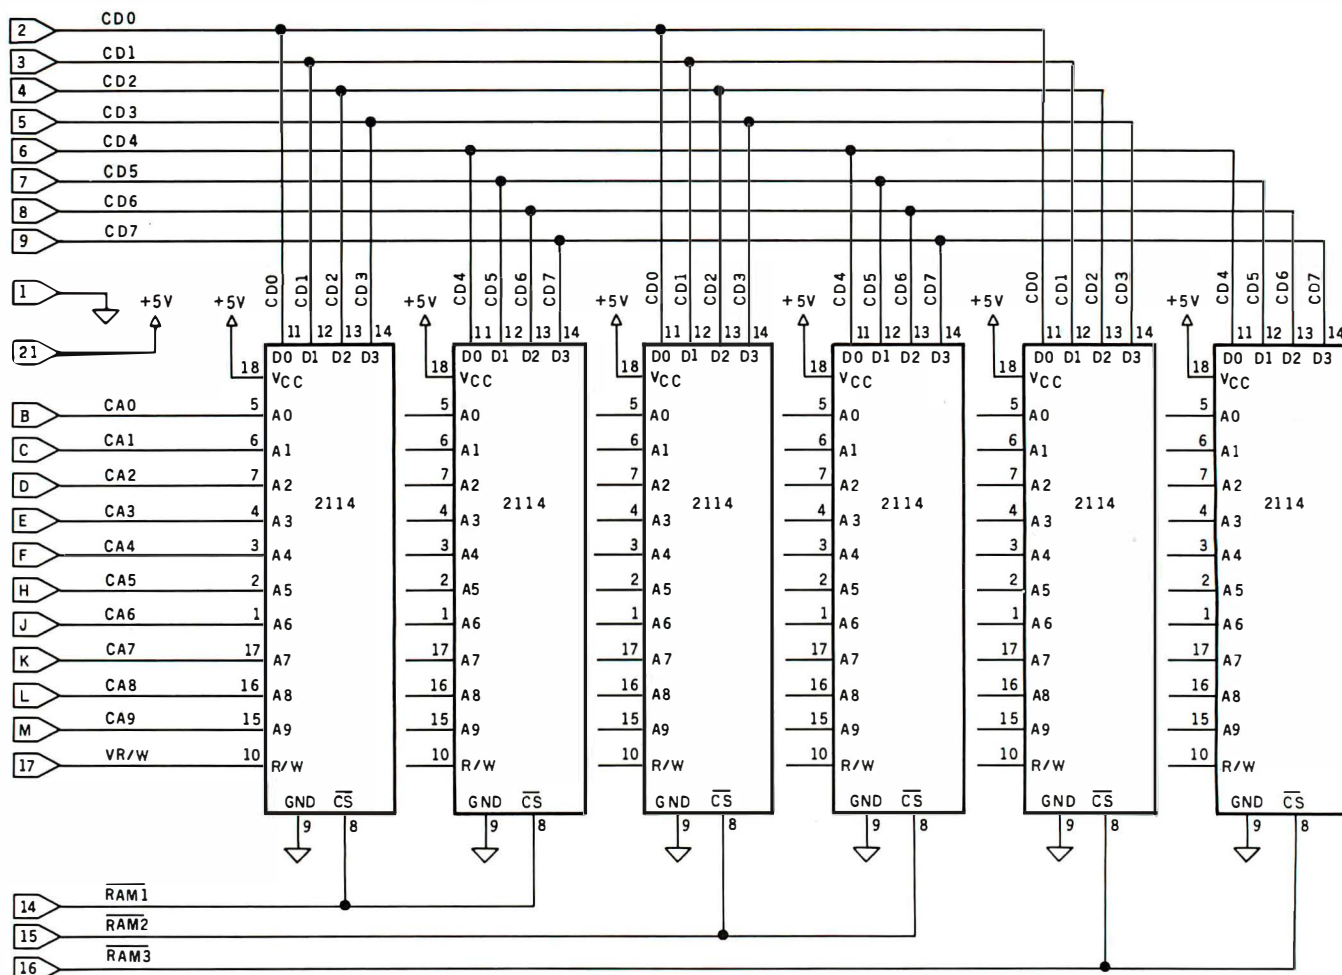 2 CD0
3 CD1
4 CD2
5 CD3
6 CD4
7 CD5
8 CD6
9 CD7
CD0 CD1 CD2 CD3 CD4 CD5 CD6 CD7 CD0 CD1 CD2 CD3 CD4 CD5 CD6 CD7 CD0 CD1 CD2 CD3 CD4 CD5 CD6 CD7
1 +5V +5V +5V +5V +5V +5V +5V
11 12 13 14 11 12 13 14 11 12 13 14 11 12 13 14 11 12 13 14 11 12 13 14
21 D0 D1 D2 D3 D0 D1 D2 D3 D0 D1 D2 D3 D0 D1 D2 D3 D0 D1 D2 D3 D0 D1 D2 D3
18 VCC 18 VCC 18 VCC 18 VCC 18 VCC 18 VCC
B CA0 5 A0 5 A0 5 A0 5 A0 5 A0 5 A0
C CA1 6 A1 6 A1 6 A1 6 A1 6 A1 6 A1
D CA2 7 A2 7 A2 7 A2 7 A2 7 A2 7 A2
2114 2114 2114 2114 2114 2114
E CA3 4 A3 4 A3 4 A3 4 A3 4 A3 4 A3
F CA4 3 A4 3 A4 3 A4 3 A4 3 A4 3 A4
H CA5 2 A5 2 A5 2 A5 2 A5 2 A5 2 A5
J CA6 1 A6 1 A6 1 A6 1 A6 1 A6 1 A6
K CA7 17 A7 17 A7 17 A7 17 A7 17 A7 17 A7
L CA8 16 A8 16 A8 16 A8 16 A8 16 A8 16 A8
M CA9 15 A9 15 A9 15 A9 15 A9 15 A9 15 A9
17 VR/W 10 R/W 10 R/W 10 R/W 10 R/W 10 R/W 10 R/W
GND C̅S̅ GND C̅S̅ GND C̅S̅ GND C̅S̅ GND C̅S̅ GND C̅S̅
9 8 9 8 9 8 9 8 9 8 9 8
14 R̅A̅M̅1̅
15 R̅A̅M̅2̅
16 R̅A̅M̅3̅